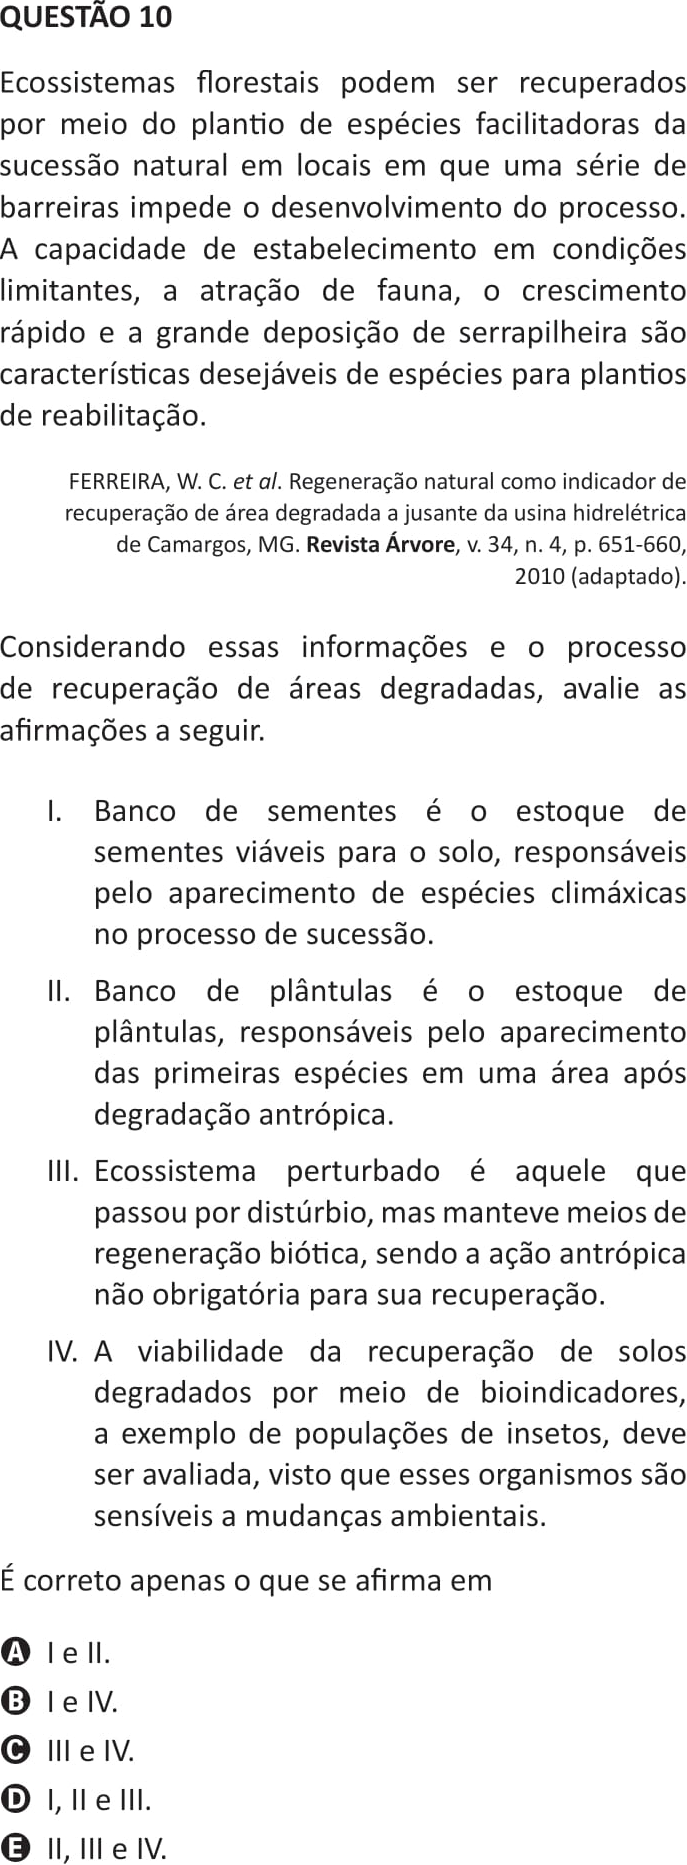 QUESTÃO 10
Ecossistemas florestais podem ser recuperados
por meio do plantio de espécies facilitadoras da
sucessão natural em locais em que uma série de
barreiras impede o desenvolvimento do processo.
A capacidade de estabelecimento em condições
limitantes, a atração de fauna, o crescimento
rápido e a grande deposição de serrapilheira são
características desejáveis de espécies para plantios
de reabilitação.
FERREIRA, W. C. et al. Regeneração natural como indicador de
recuperação de área degradada a jusante da usina hidrelétrica
de Camargos, MG. Revista Árvore, v. 34, n. 4, p. 651-660,
2010 (adaptado).
Considerando essas informações e o processo
de recuperação de áreas degradadas, avalie as
afirmações a seguir.
I. Banco de sementes é o estoque de
sementes viáveis para o solo, responsáveis
pelo aparecimento de espécies climáxicas
no processo de sucessão.
II. Banco de plântulas é o estoque de
plântulas, responsáveis pelo aparecimento
das primeiras espécies em uma área após
degradação antrópica.
III. Ecossistema perturbado é aquele que
passou por distúrbio, mas manteve meios de
regeneração biótica, sendo a ação antrópica
não obrigatória para sua recuperação.
IV. A viabilidade da recuperação de solos
degradados por meio de bioindicadores,
a exemplo de populações de insetos, deve
ser avaliada, visto que esses organismos são
sensíveis a mudanças ambientais.
É correto apenas o que se afirma em
A I e II.
B I e IV.
C III e IV.
D I, II e III.
E II, III e IV.